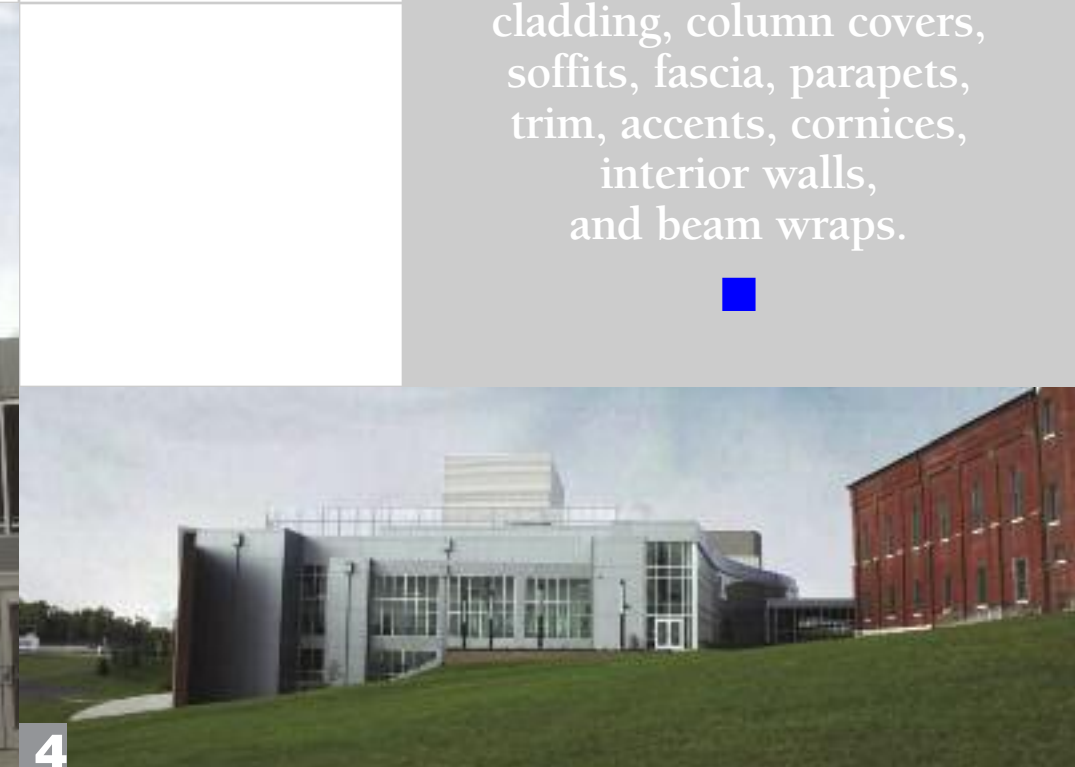 cladding, column covers,
soffits, fascia, parapets,
trim, accents, cornices,
interior walls,
and beam wraps.
4